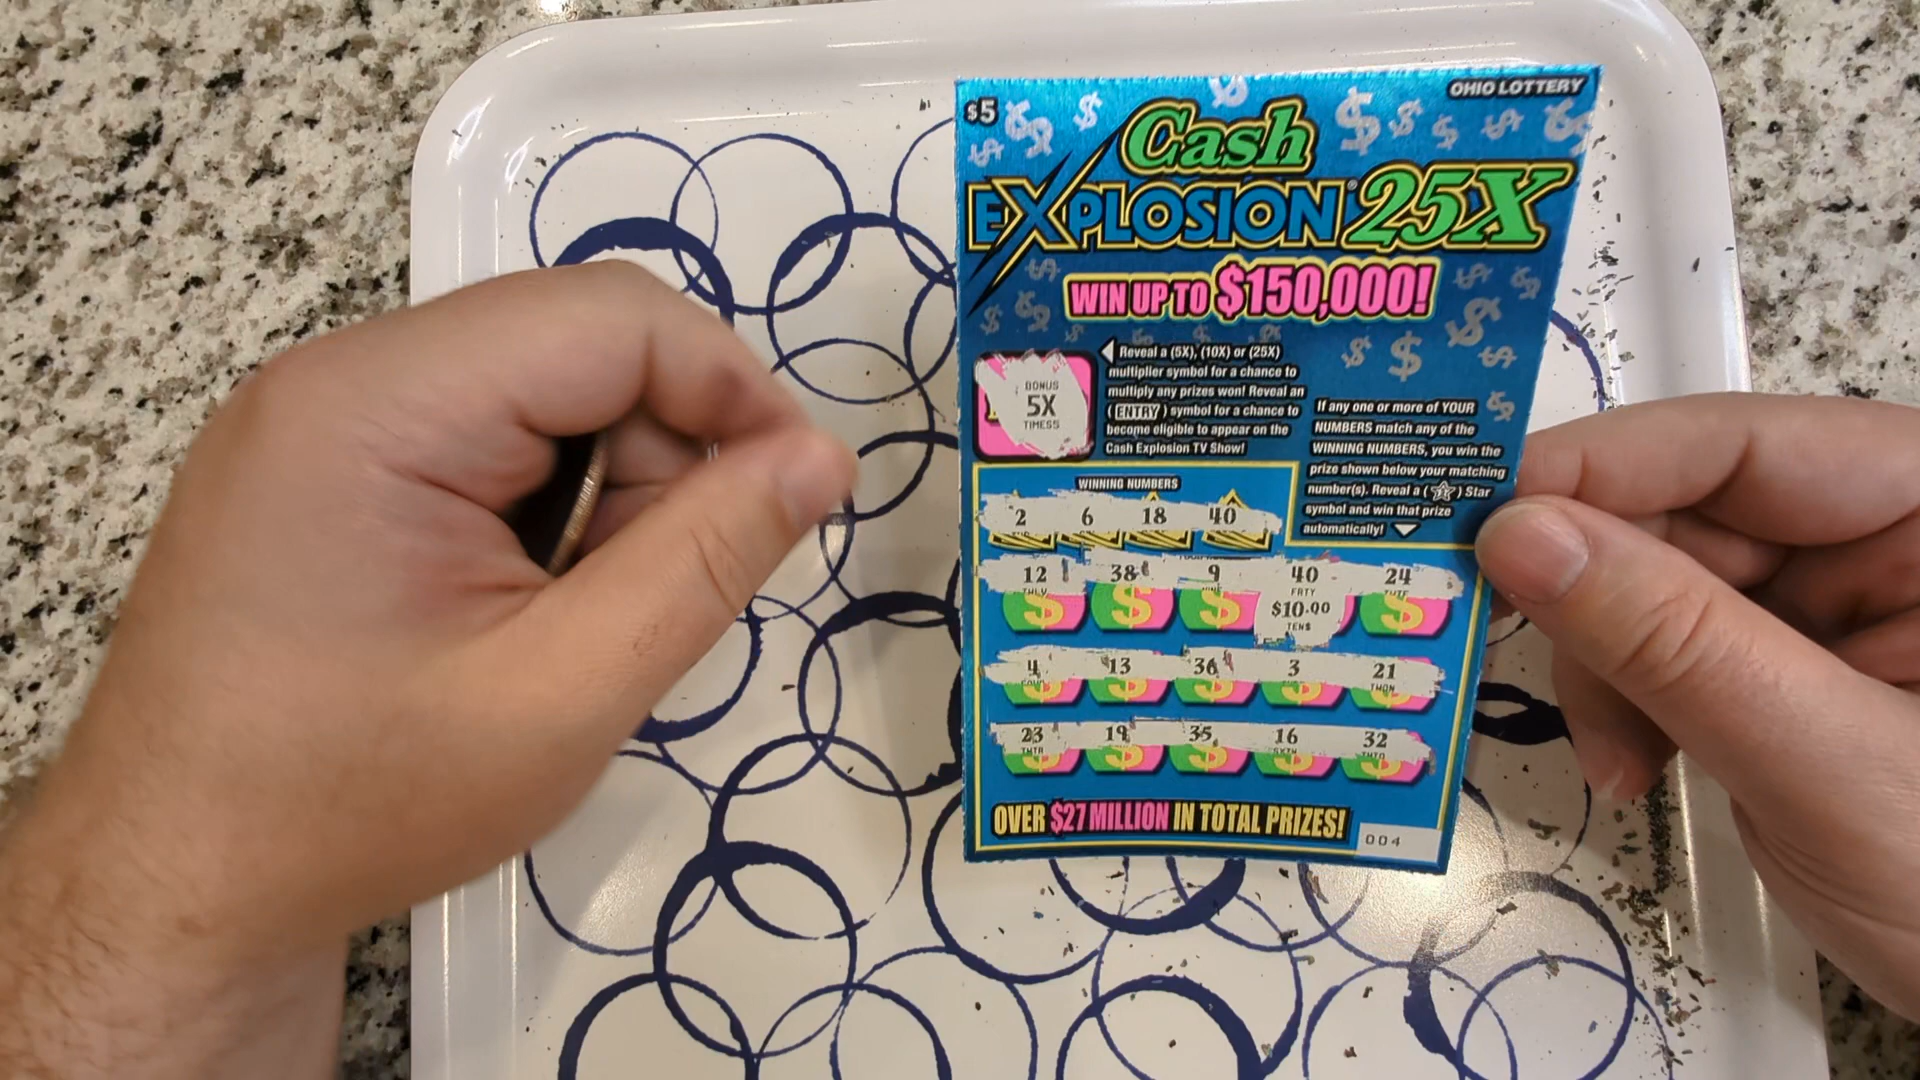 OHIO LOTTERY
$5
Cash
EXPLOSION® 25X
WIN UP TO $150,000!
Reveal a (5X), (10X) or (25X)
multiplier symbol for a chance to
multiply any prizes won! Reveal an
(ENTRY) symbol for a chance to
become eligible to appear on the
Cash Explosion TV Show!
BONUS
5X
TIMES5
If any one or more of YOUR
NUMBERS match any of the
WINNING NUMBERS, you win the
prize shown below your matching
number(s). Reveal a ( ) Star
symbol and win that prize
automatically!
WINNING NUMBERS
2 6 18 40
12 38 9 40 24
FRTY
$10.00
TEN$
4 13 36 3 21
TWON
23 19 35 16 32
OVER $27 MILLION IN TOTAL PRIZES!
004